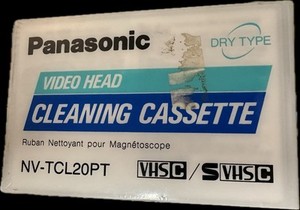 Panasonic
DRY TYPE
VIDEO HEAD
CLEANING CASSETTE
Ruban Nettoyant pour Magnétoscope
NV-TCL20PT VHSC / SVHSC